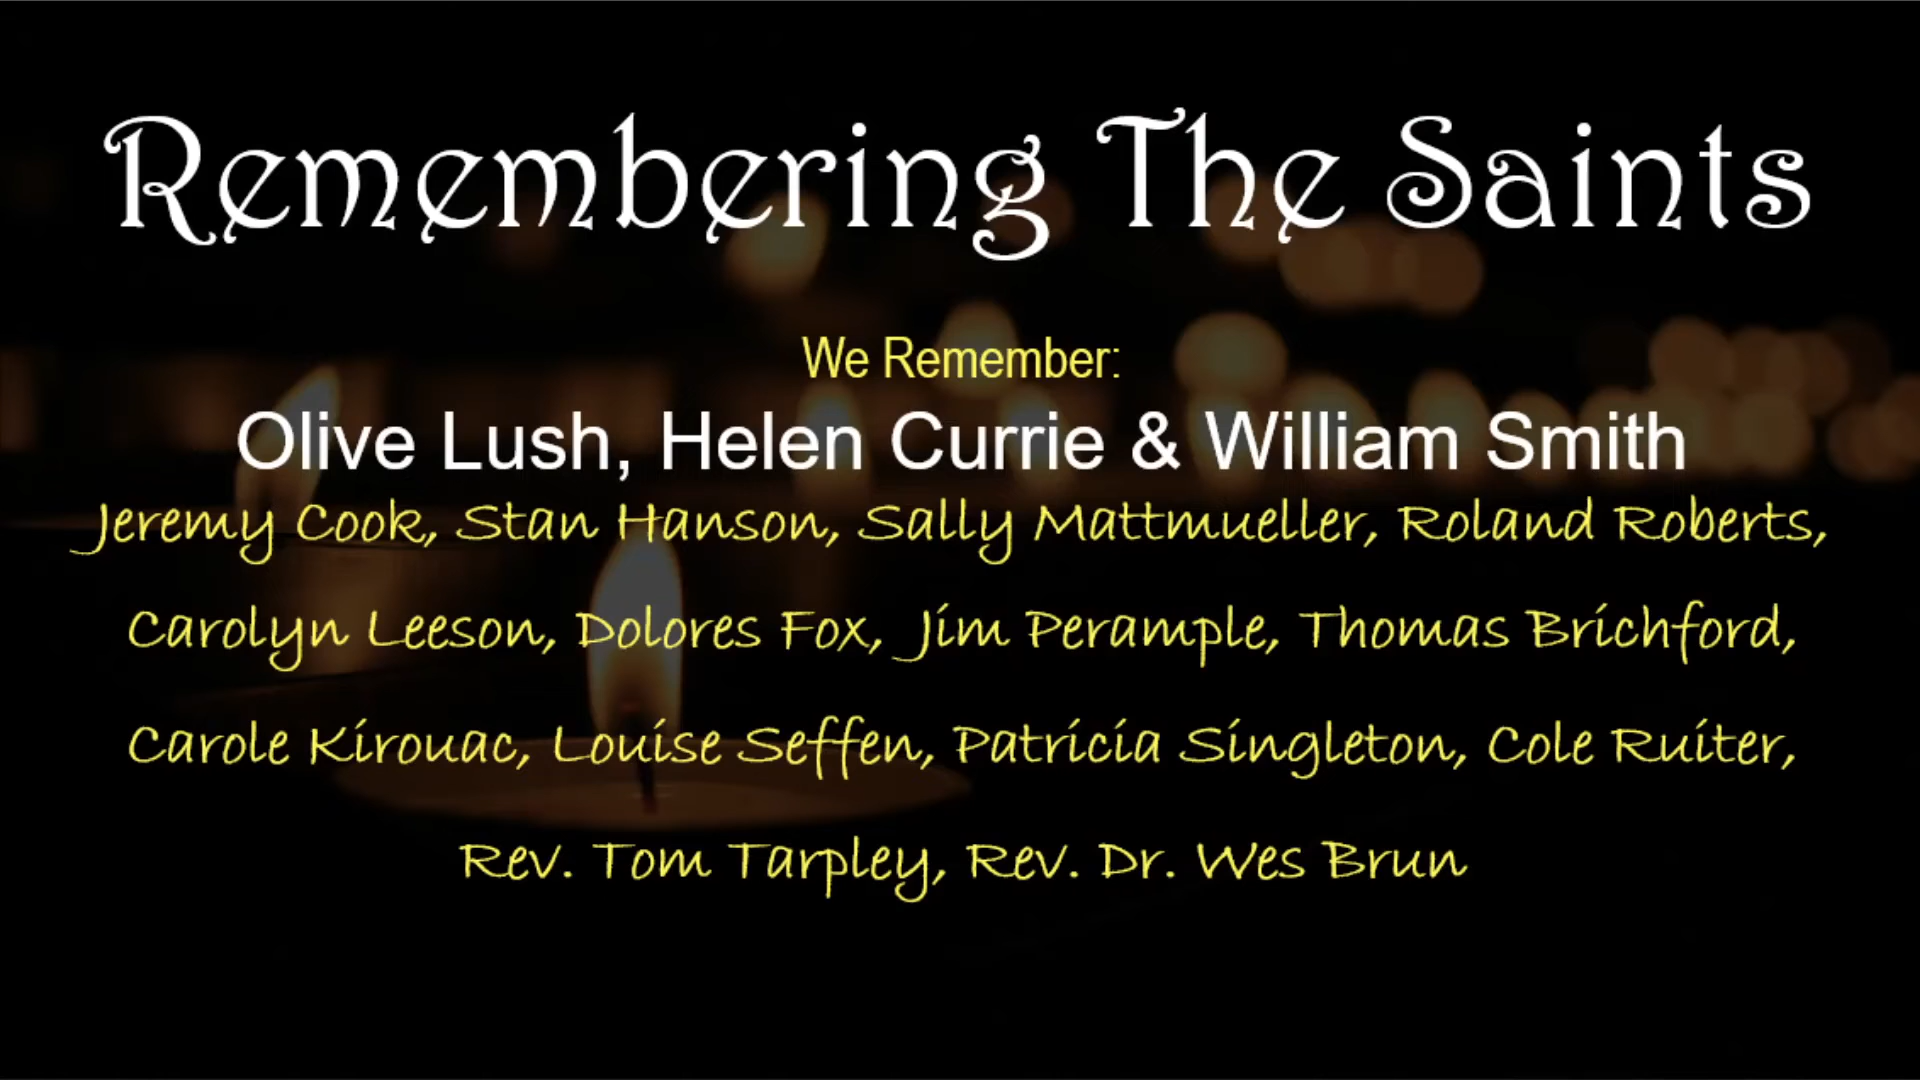 Remembering The Saints
We Remember:
Olive Lush, Helen Currie & William Smith
Jeremy Cook, Stan Hanson, Sally Mattmueller, Roland Roberts,
Carolyn Leeson, Dolores Fox, Jim Perample, Thomas Brichford,
Carole Kirouac, Louise Seffen, Patricia Singleton, Cole Ruiter,
Rev. Tom Tarpley, Rev. Dr. Wes Brun